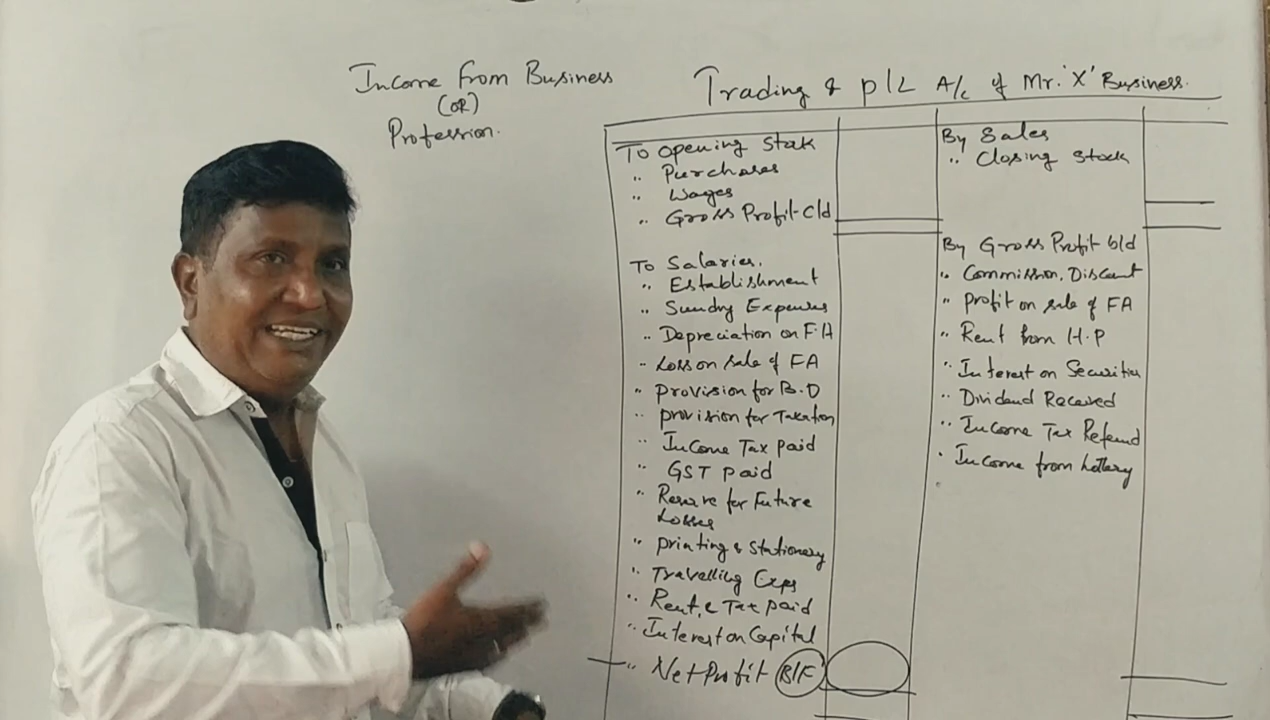 Income from Business
(OR)
Profession.
Trading & P/L A/c of Mr. 'X' Business.
To Opening Stock
" Purchases
" Wages
" Gross Profit c/d
To Salaries.
" Establishment
" Sundry Expenses
" Depreciation on F.A
" Loss on sale of FA
" Provision for B.D
" Provision for Taxation
" Income Tax paid
" GST paid
" Reserve for Future
Losses
" Printing & Stationery
" Travelling Exps
" Rent & Tax paid
" Interest on Capital
" Net Profit B/F
By Sales
" Closing Stock
By Gross Profit b/d
" Commission, Discount
" Profit on sale of FA
" Rent from H.P
" Interest on Securities
" Dividend Received
" Income Tax Refund
" Income from Lottery